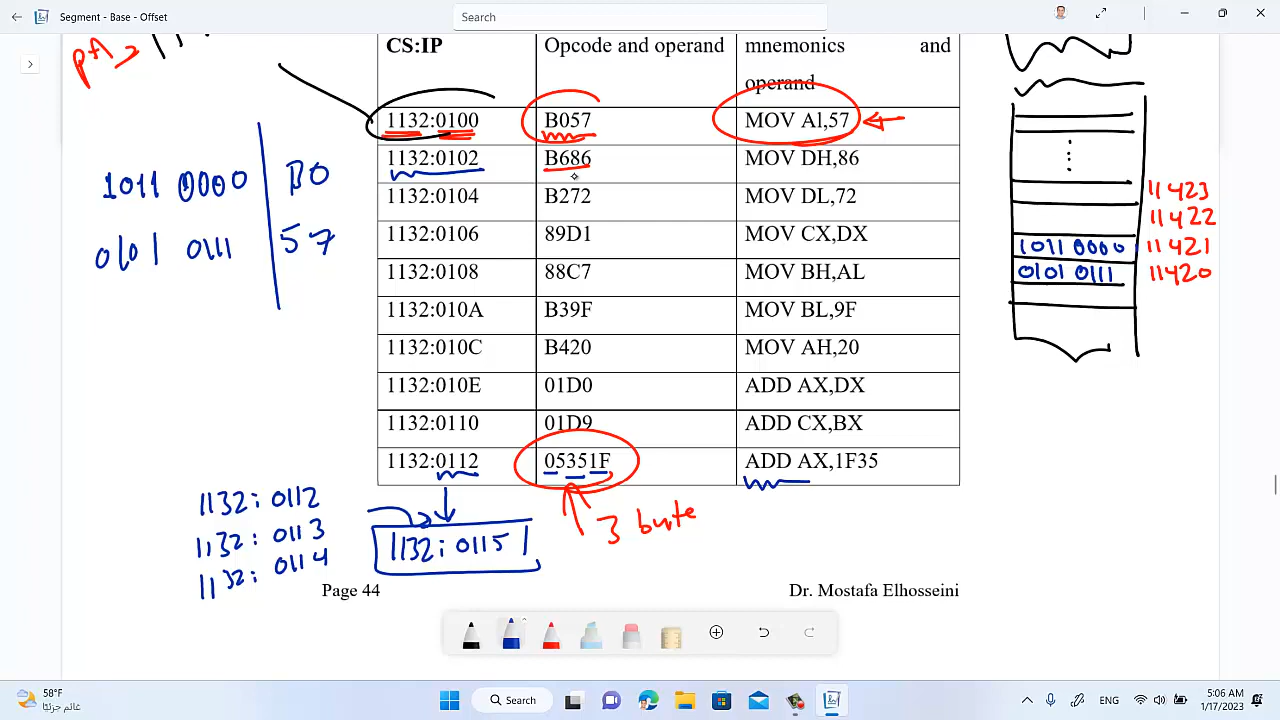 Segment - Base - Offset
Search
CS:IP Opcode and operand mnemonics and
operand
1132:0100 B057 MOV Al,57
1132:0102 B686 MOV DH,86
1132:0104 B272 MOV DL,72
1132:0106 89D1 MOV CX,DX
1132:0108 88C7 MOV BH,AL
1132:010A B39F MOV BL,9F
1132:010C B420 MOV AH,20
1132:010E 01D0 ADD AX,DX
1132:0110 01D9 ADD CX,BX
1132:0112 05351F ADD AX,1F35
1011 0000 B0
0101 0111 57
11423
11422
1011 0000 11421
0101 0111 11420
1132: 0112
1132: 0113
1132: 0114
1132: 0115
3 byte
Page 44 Dr. Mostafa Elhosseini
58°F
غائم جزئيًا
Search
ENG
5:06 AM
1/17/2023